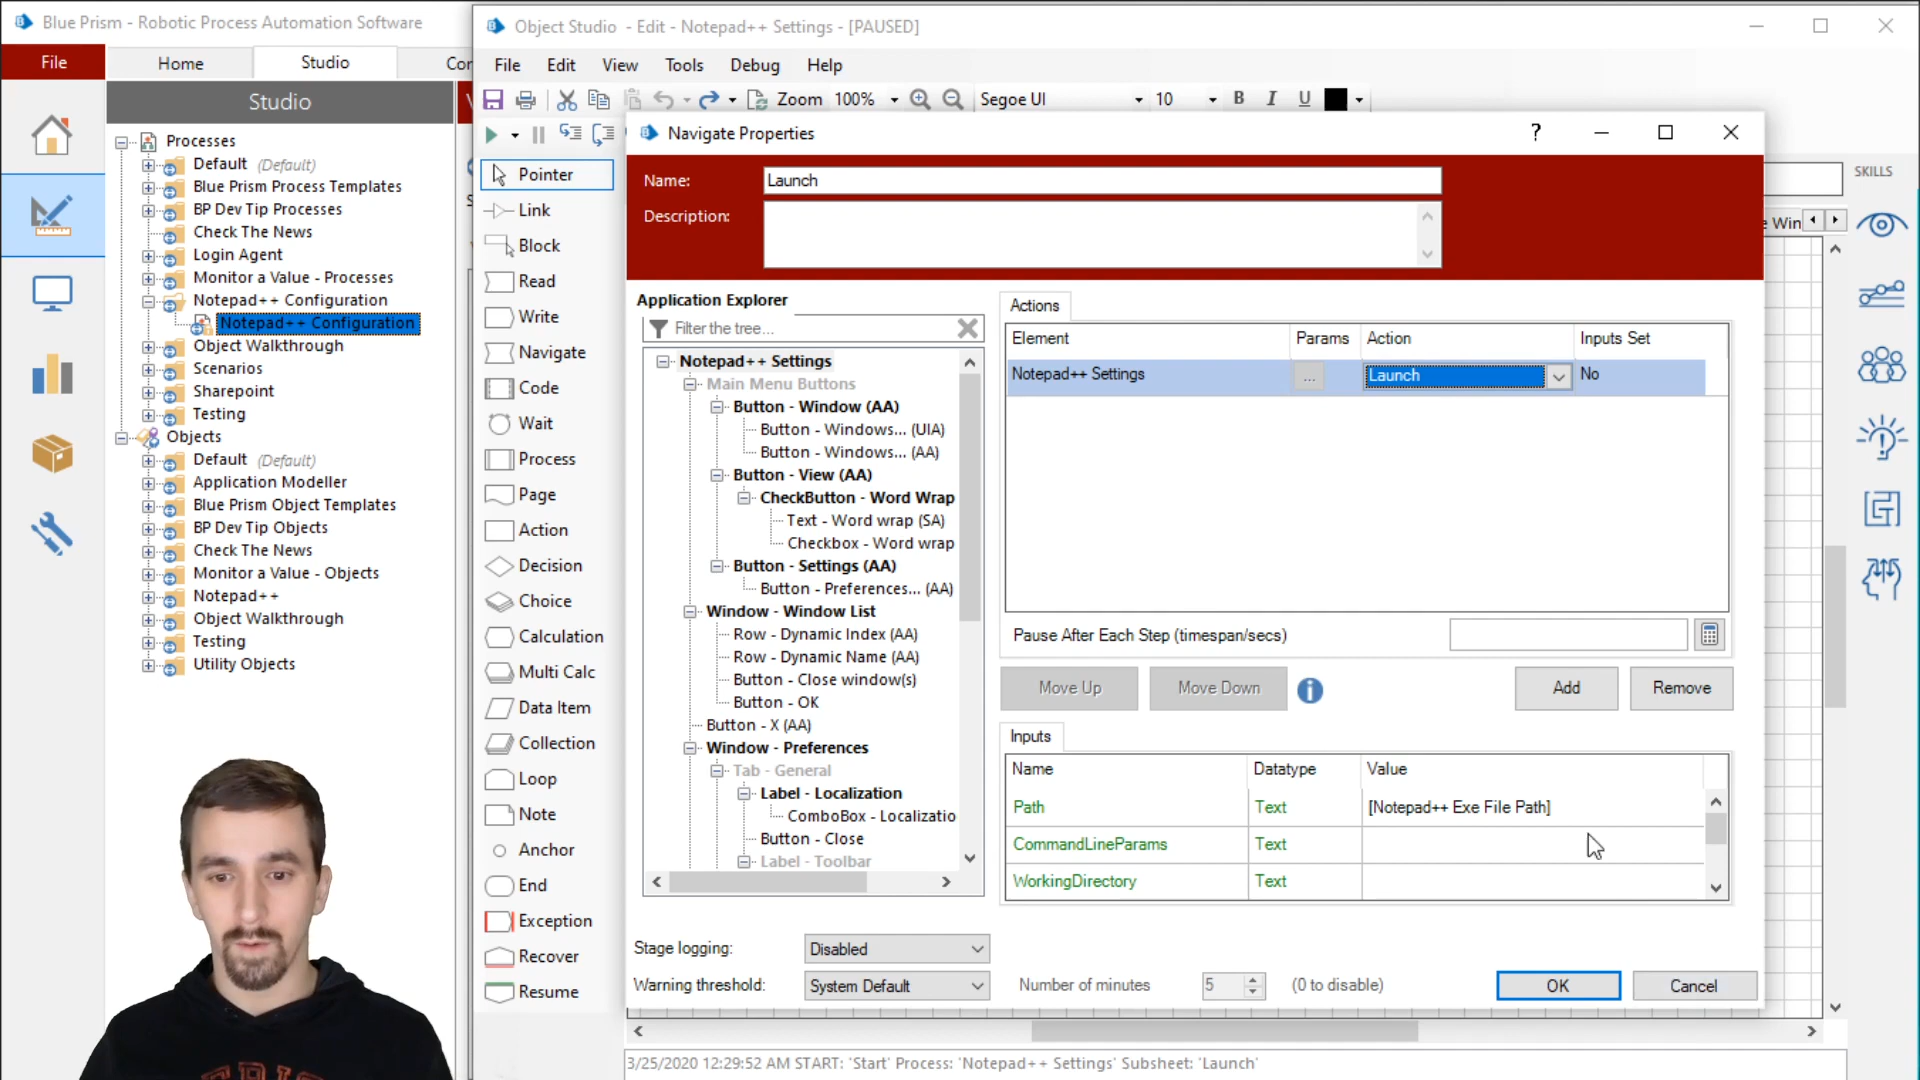 Blue Prism - Robotic Process Automation Software
File
Home
Studio
Studio
Processes
Default (Default)
Blue Prism Process Templates
BP Dev Tip Processes
Check The News
Login Agent
Monitor a Value - Processes
Notepad++ Configuration
Notepad++ Configuration
Object Walkthrough
Scenarios
Sharepoint
Testing
Objects
Default (Default)
Application Modeller
Blue Prism Object Templates
BP Dev Tip Objects
Check The News
Monitor a Value - Objects
Notepad++
Object Walkthrough
Testing
Utility Objects
Object Studio - Edit - Notepad++ Settings - [PAUSED]
File Edit View Tools Debug Help
Zoom 100% Segoe UI 10 B I U
Pointer
Link
Block
Read
Write
Navigate
Code
Wait
Process
Page
Action
Decision
Choice
Calculation
Multi Calc
Data Item
Collection
Loop
Note
Anchor
End
Exception
Recover
Resume
Navigate Properties
?
Name: Launch
Description:
Application Explorer
Filter the tree...
Notepad++ Settings
Main Menu Buttons
Button - Window (AA)
Button - Windows... (UIA)
Button - Windows... (AA)
Button - View (AA)
CheckButton - Word Wrap
Text - Word wrap (SA)
Checkbox - Word wrap
Button - Settings (AA)
Button - Preferences... (AA)
Window - Window List
Row - Dynamic Index (AA)
Row - Dynamic Name (AA)
Button - Close window(s)
Button - OK
Button - X (AA)
Window - Preferences
Tab - General
Label - Localization
ComboBox - Localizatio
Button - Close
Label - Toolbar
Actions
Element Params Action Inputs Set
Notepad++ Settings ... Launch No
Pause After Each Step (timespan/secs)
Move Up Move Down i Add Remove
Inputs
Name Datatype Value
Path Text [Notepad++ Exe File Path]
CommandLineParams Text
WorkingDirectory Text
Stage logging: Disabled
Warning threshold: System Default Number of minutes 5 (0 to disable)
OK Cancel
3/25/2020 12:29:52 AM START: 'Start' Process: 'Notepad++ Settings' Subsheet: 'Launch'
SKILLS